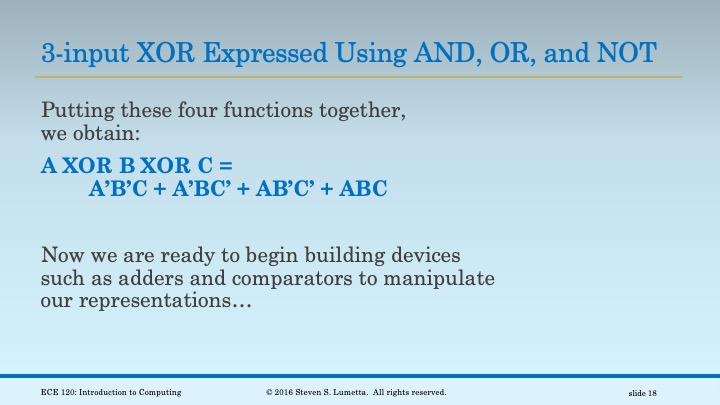 3-input XOR Expressed Using AND, OR, and NOT
Putting these four functions together,
we obtain:
A XOR B XOR C =
A’B’C + A’BC’ + AB’C’ + ABC
Now we are ready to begin building devices
such as adders and comparators to manipulate
our representations…
ECE 120: Introduction to Computing
© 2016 Steven S. Lumetta. All rights reserved.
slide 18